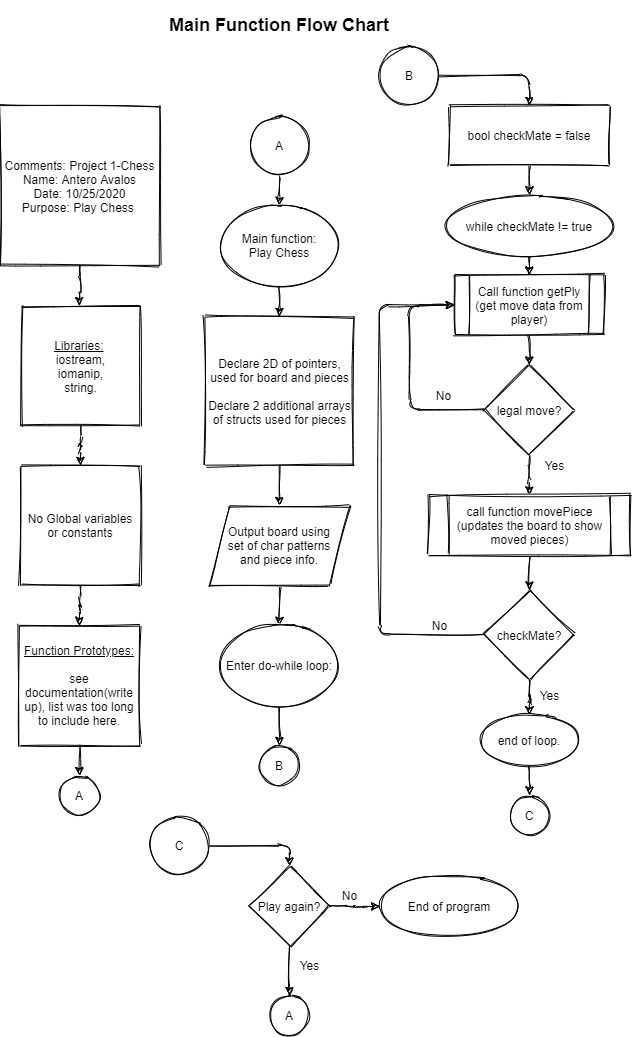 Main Function Flow Chart
Comments: Project 1-Chess
Name: Antero Avalos
Date: 10/25/2020
Purpose: Play Chess
Libraries:
iostream,
iomanip,
string.
No Global variables
or constants
Function Prototypes:
see
documentation(write
up), list was too long
to include here.
A
A
Main function:
Play Chess
Declare 2D of pointers,
used for board and pieces
Declare 2 additional arrays
of structs used for pieces
Output board using
set of char patterns
and piece info.
Enter do-while loop:
B
B
bool checkMate = false
while checkMate != true
Call function getPly
(get move data from
player)
legal move?
No
Yes
call function movePiece
(updates the board to show
moved pieces)
checkMate?
No
Yes
end of loop.
C
C
Play again?
No
End of program
Yes
A